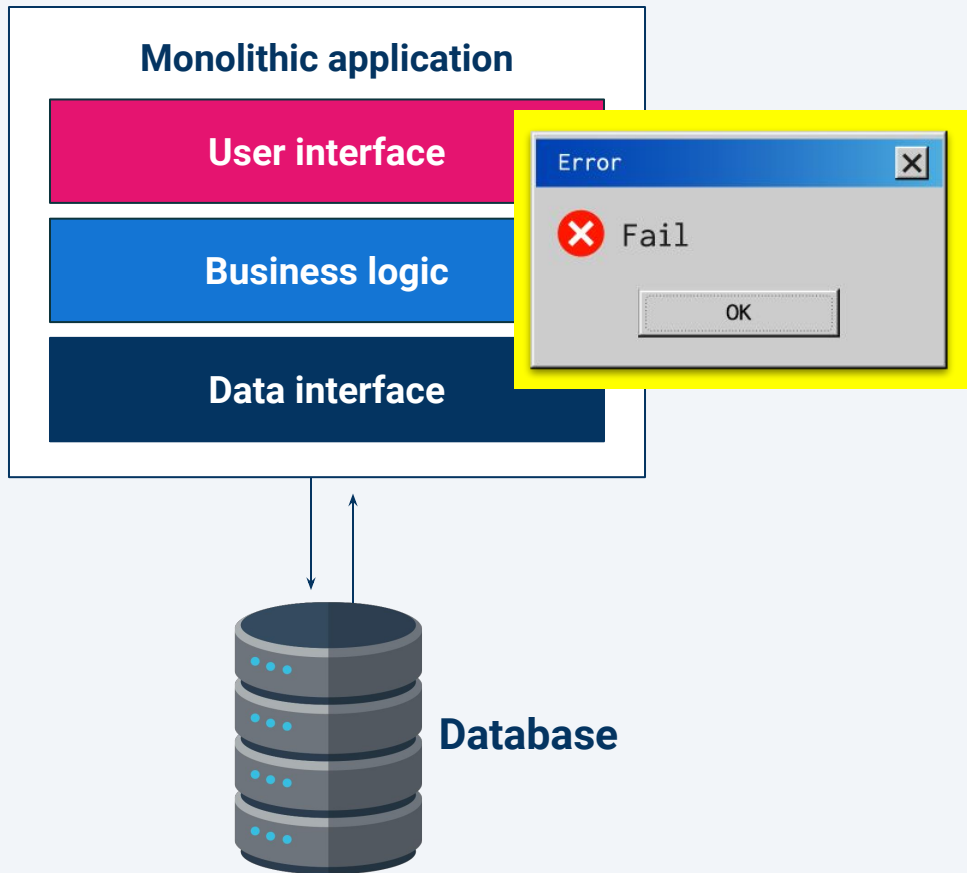 Monolithic application
User interface
Error
Fail
OK
Business logic
Data interface
Database